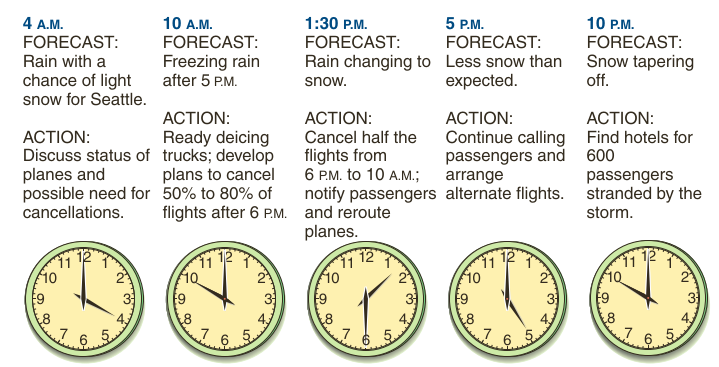 4 A.M.
FORECAST:
Rain with a
chance of light
snow for Seattle.
ACTION:
Discuss status of
planes and
possible need for
cancellations.
10 A.M.
FORECAST:
Freezing rain
after 5 P.M.
ACTION:
Ready deicing
trucks; develop
plans to cancel
50% to 80% of
flights after 6 P.M.
1:30 P.M.
FORECAST:
Rain changing to
snow.
ACTION:
Cancel half the
flights from
6 P.M. to 10 A.M.;
notify passengers
and reroute
planes.
5 P.M.
FORECAST:
Less snow than
expected.
ACTION:
Continue calling
passengers and
arrange
alternate flights.
10 P.M.
FORECAST:
Snow tapering
off.
ACTION:
Find hotels for
600
passengers
stranded by the
storm.
12 1 2 3 4 5 6 7 8 9 10 11
12 1 2 3 4 5 6 7 8 9 10 11
12 1 2 3 4 5 6 7 8 9 10 11
12 1 2 3 4 5 6 7 8 9 10 11
12 1 2 3 4 5 6 7 8 9 10 11